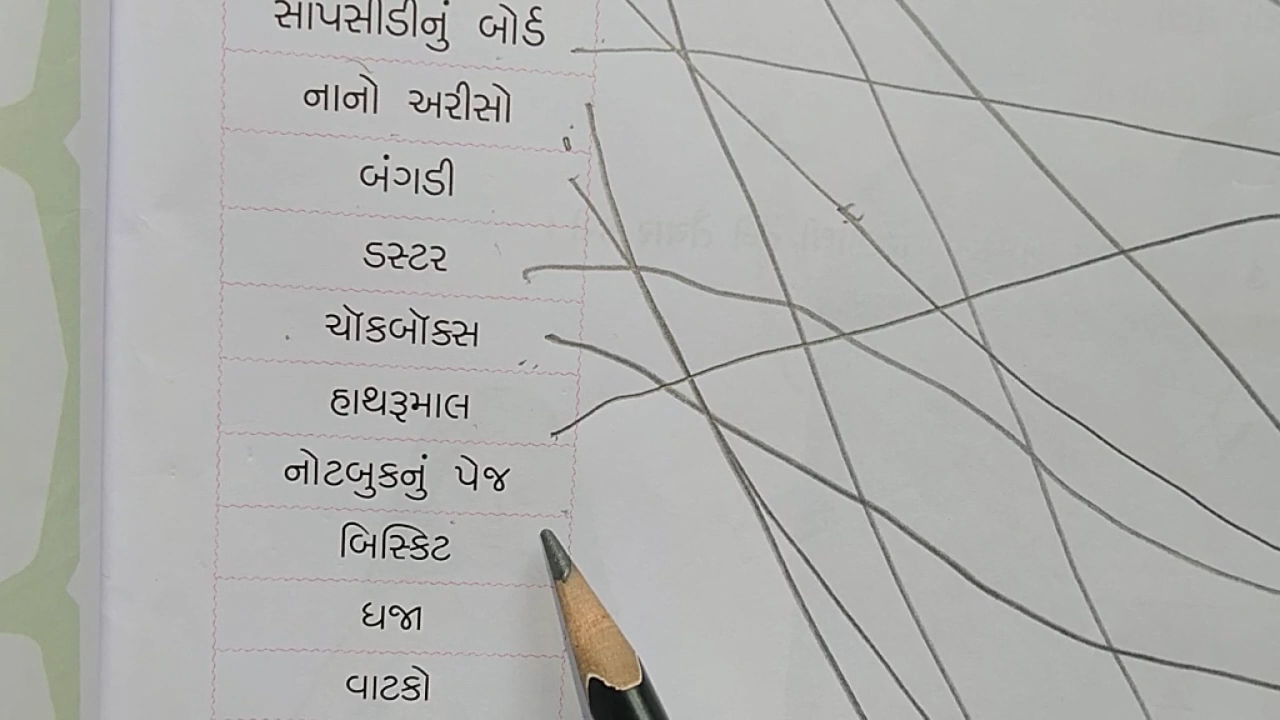 સાપસીડીનું બોર્ડ
નાનો અરીસો
બંગડી
ડસ્ટર
ચૉકબૉક્સ
હાથરૂમાલ
નોટબુકનું પેજ
બિસ્કિટ
ધજા
વાટકો